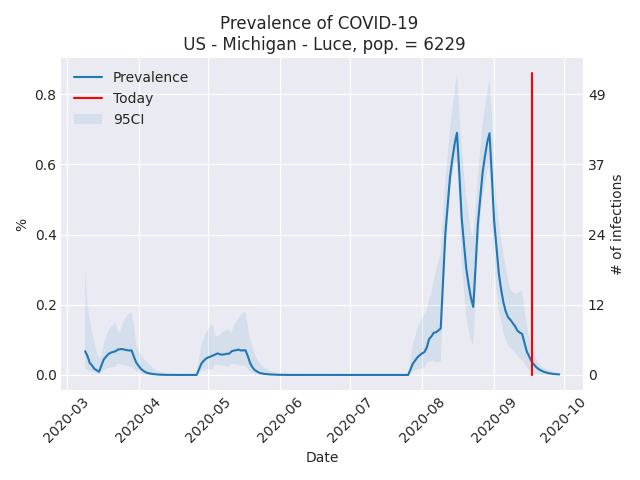 Prevalence of COVID-19
US - Michigan - Luce, pop. = 6229
Prevalence
Today
95CI
%
0.8
0.6
0.4
0.2
0.0
49
37
24
12
0
# of infections
2020-03
2020-04
2020-05
2020-06
2020-07
2020-08
2020-09
2020-10
Date